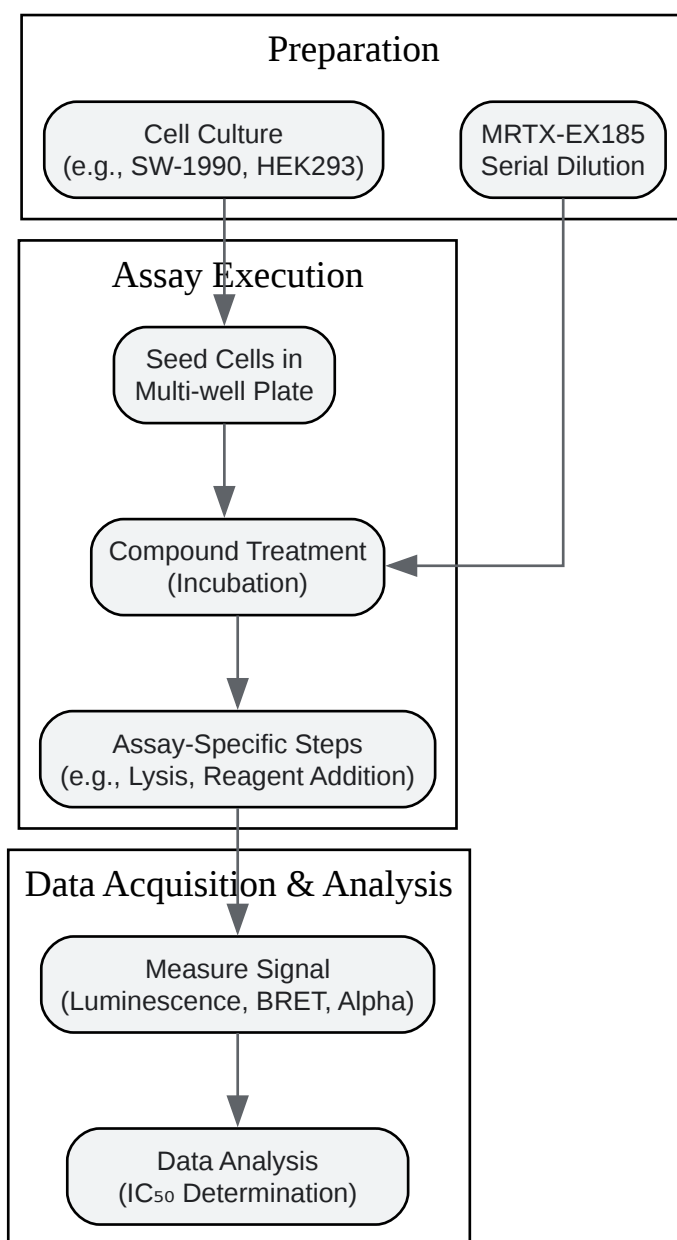 Preparation
Cell Culture
(e.g., SW-1990, HEK293)
MRTX-EX185
Serial Dilution
Assay Execution
Seed Cells in
Multi-well Plate
Compound Treatment
(Incubation)
Assay-Specific Steps
(e.g., Lysis, Reagent Addition)
Data Acquisition & Analysis
Measure Signal
(Luminescence, BRET, Alpha)
Data Analysis
(IC₅₀ Determination)